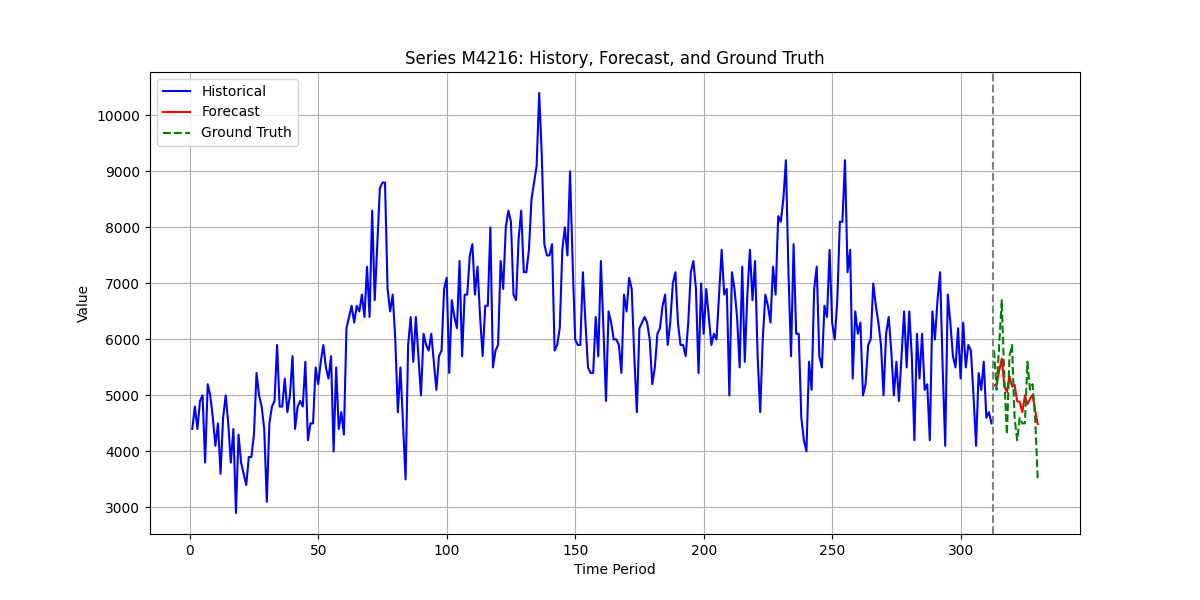 Series M4216: History, Forecast, and Ground Truth
Historical
Forecast
Ground Truth
Value
10000
9000
8000
7000
6000
5000
4000
3000
0 50 100 150 200 250 300
Time Period